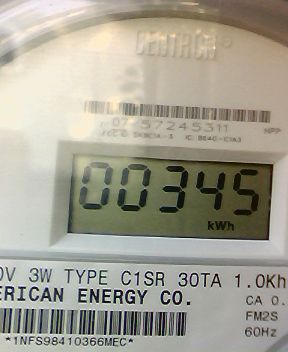 CENTRON®
07-57245311
NPP
00345
kWh
0V 3W TYPE C1SR 30TA 1.0Kh
ERICAN ENERGY CO.
CA 0.
FM2S
60Hz
*1NFS98410366MEC*